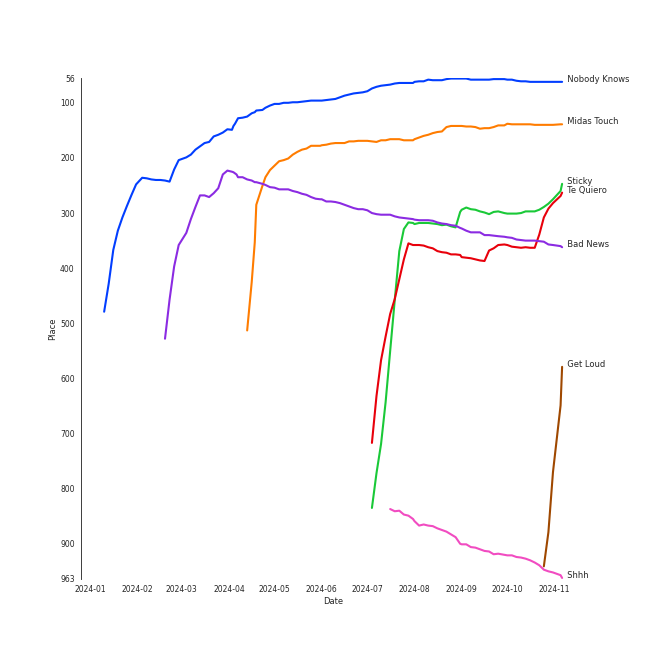 56
Nobody Knows
100
Midas Touch
200
Sticky
Te Quiero
300
Bad News
400
Place
500
Get Loud
600
700
800
900
963
Shhh
2024-01 2024-02 2024-03 2024-04 2024-05 2024-06 2024-07 2024-08 2024-09 2024-10 2024-11
Date